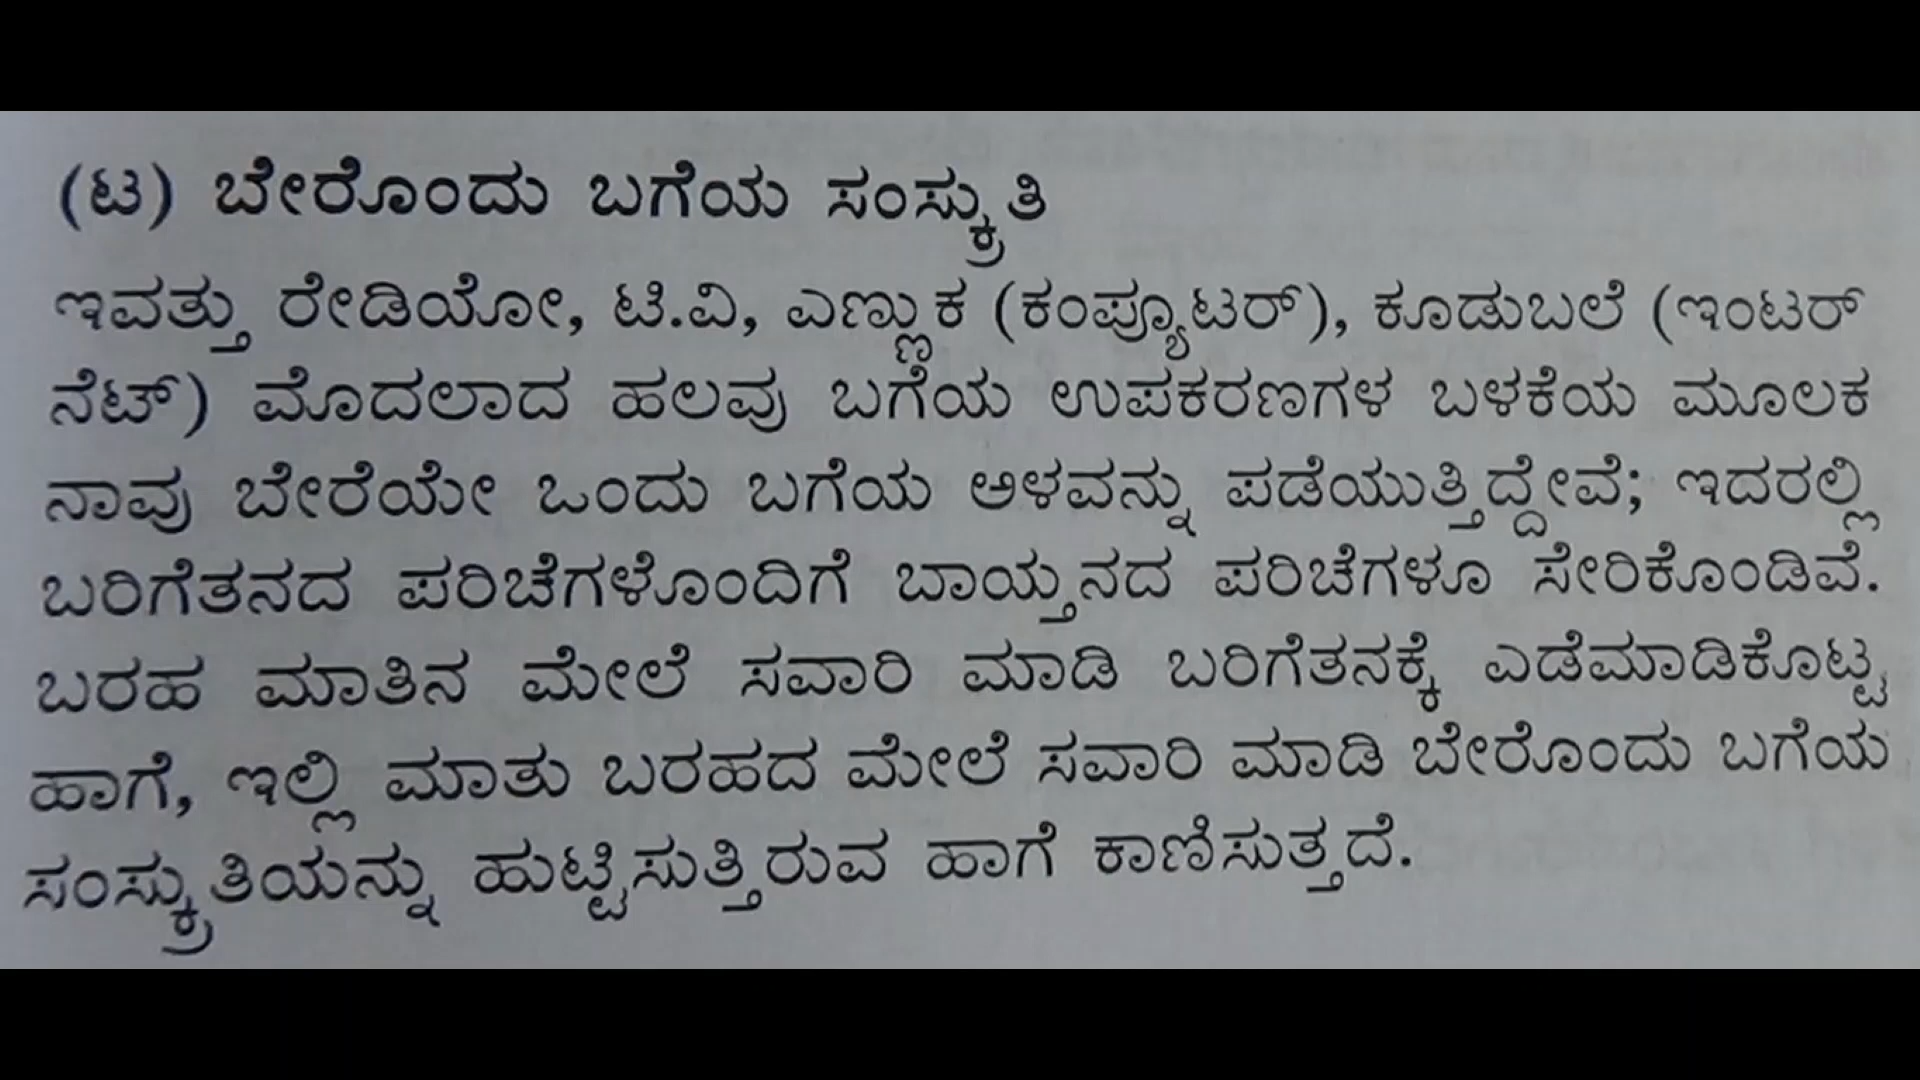 (ಟ) ಬೇರೊಂದು ಬಗೆಯ ಸಂಸ್ಕ್ರುತಿ
ಇವತ್ತು ರೇಡಿಯೋ, ಟಿ.ವಿ, ಎಣ್ಣುಕ (ಕಂಪ್ಯೂಟರ್), ಕೂಡುಬಲೆ (ಇಂಟರ್
ನೆಟ್) ಮೊದಲಾದ ಹಲವು ಬಗೆಯ ಉಪಕರಣಗಳ ಬಳಕೆಯ ಮೂಲಕ
ನಾವು ಬೇರೆಯೇ ಒಂದು ಬಗೆಯ ಅಳವನ್ನು ಪಡೆಯುತ್ತಿದ್ದೇವೆ; ಇದರಲ್ಲಿ
ಬರಿಗೆತನದ ಪರಿಚೆಗಳೊಂದಿಗೆ ಬಾಯ್ತನದ ಪರಿಚೆಗಳೂ ಸೇರಿಕೊಂಡಿವೆ.
ಬರಹ ಮಾತಿನ ಮೇಲೆ ಸವಾರಿ ಮಾಡಿ ಬರಿಗೆತನಕ್ಕೆ ಎಡೆಮಾಡಿಕೊಟ್ಟ
ಹಾಗೆ, ಇಲ್ಲಿ ಮಾತು ಬರಹದ ಮೇಲೆ ಸವಾರಿ ಮಾಡಿ ಬೇರೊಂದು ಬಗೆಯ
ಸಂಸ್ಕ್ರುತಿಯನ್ನು ಹುಟ್ಟಿಸುತ್ತಿರುವ ಹಾಗೆ ಕಾಣಿಸುತ್ತದೆ.